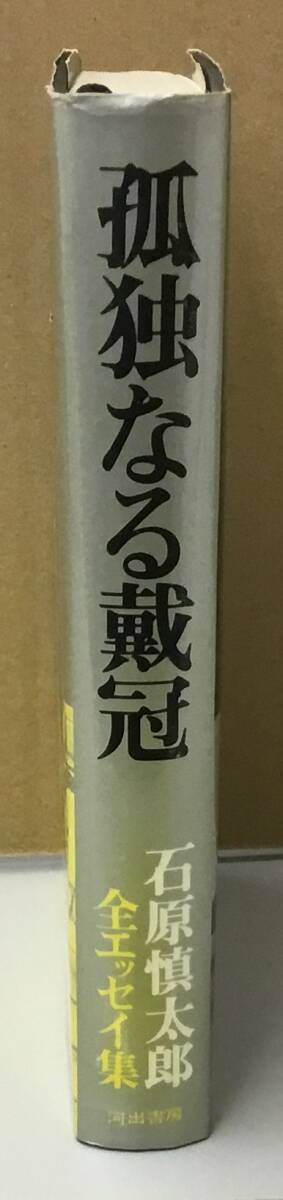 孤独なる戴冠
石原慎太郎
全エッセイ集
河出書房